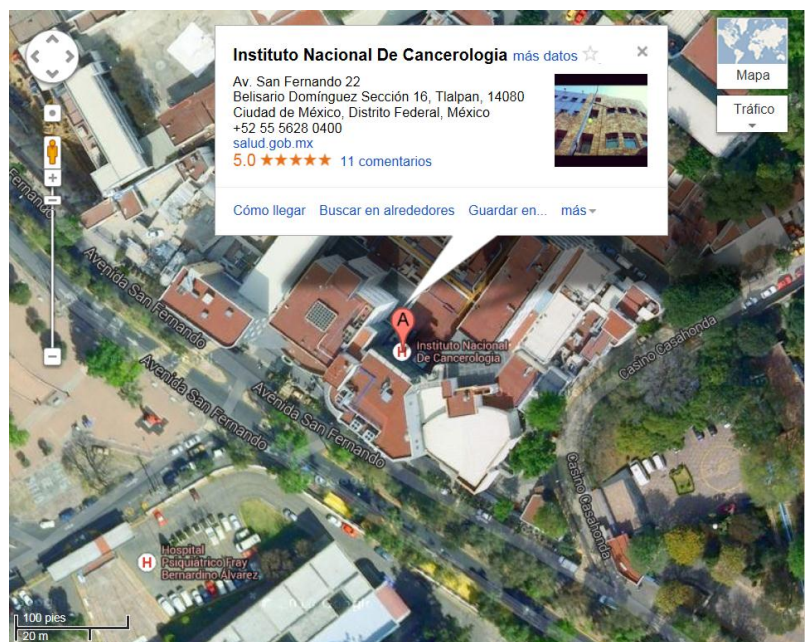 Instituto Nacional De Cancerologia más datos
Av. San Fernando 22
Belisario Domínguez Sección 16, Tlalpan, 14080
Ciudad de México, Distrito Federal, México
+52 55 5628 0400
salud.gob.mx
5.0 ★★★★★ 11 comentarios
Cómo llegar Buscar en alrededores Guardar en... más
Mapa
Tráfico
Fernando
Avenida San Fernando
Avenida San Fernando
Avenida San Fernando
A
H
Instituto Nacional
De Cancerologia
Casino Casahonda
Casino Casahonda
H
Hospital
Psiquiátrico Fray
Bernardino Álvarez
100 pies
20 m